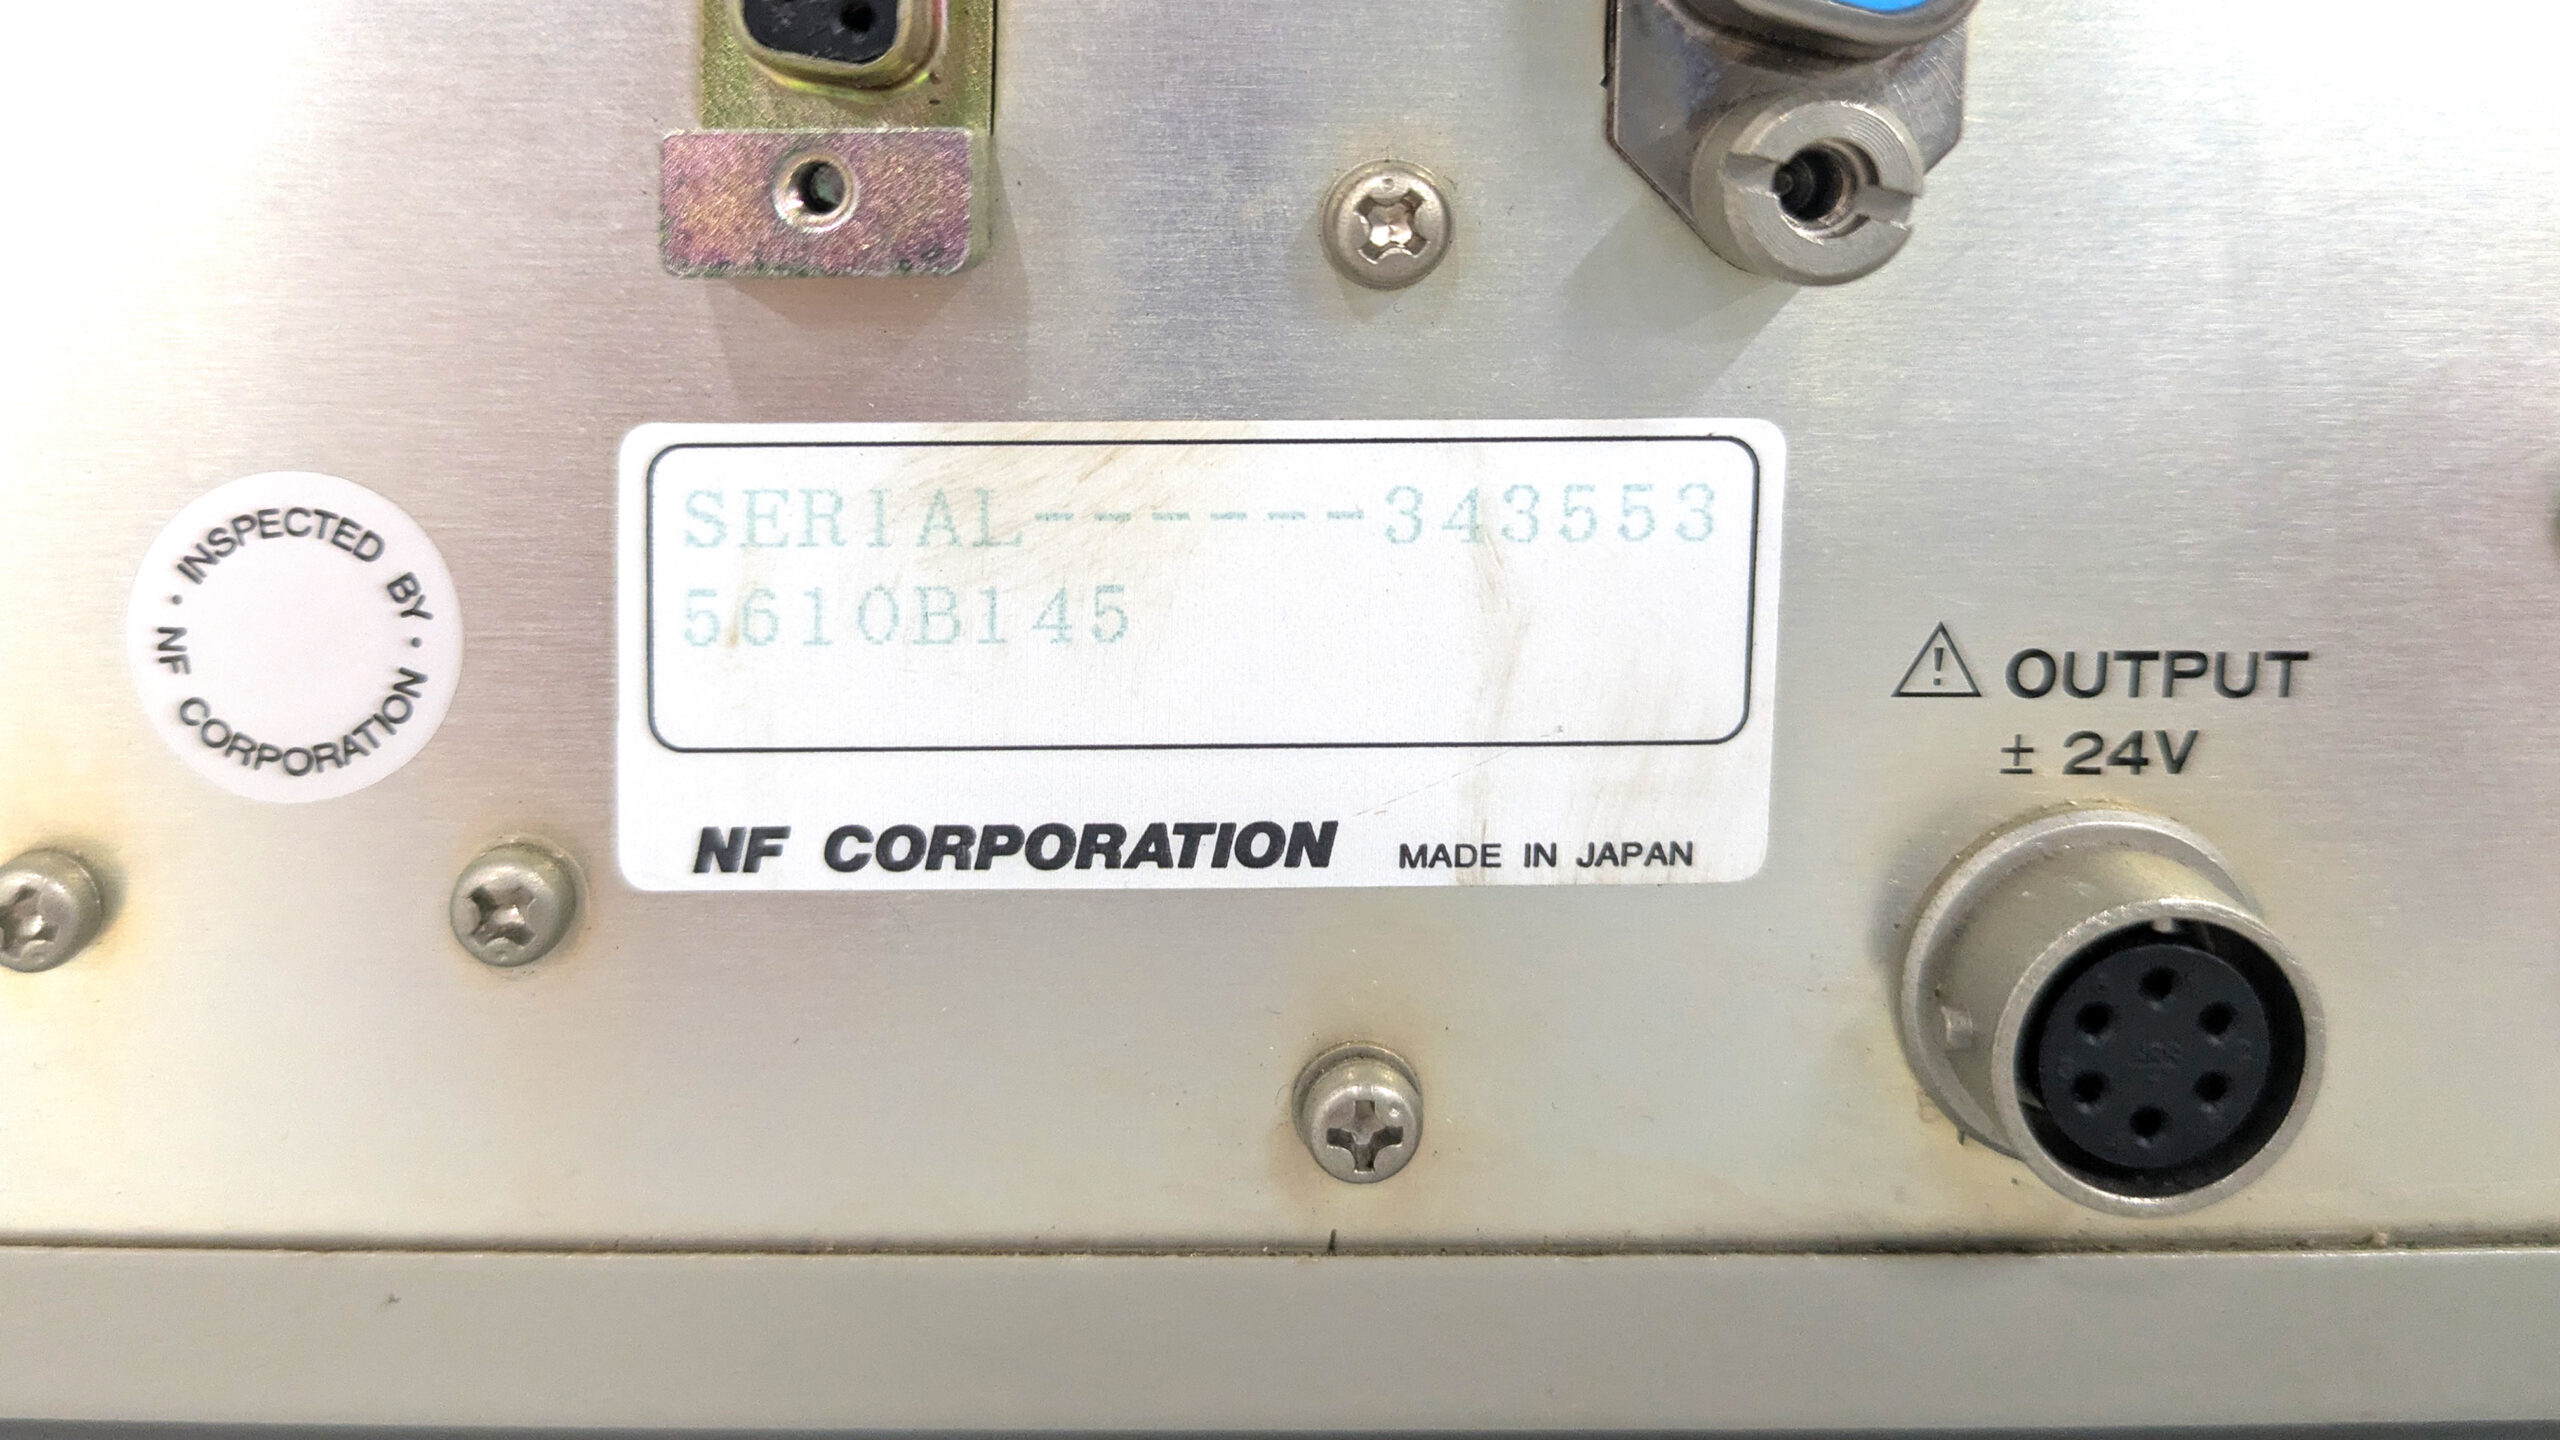 SERIAL------343553
5610B145
NF CORPORATION MADE IN JAPAN
· INSPECTED BY ·
NF CORPORATION
⚠ OUTPUT
± 24V